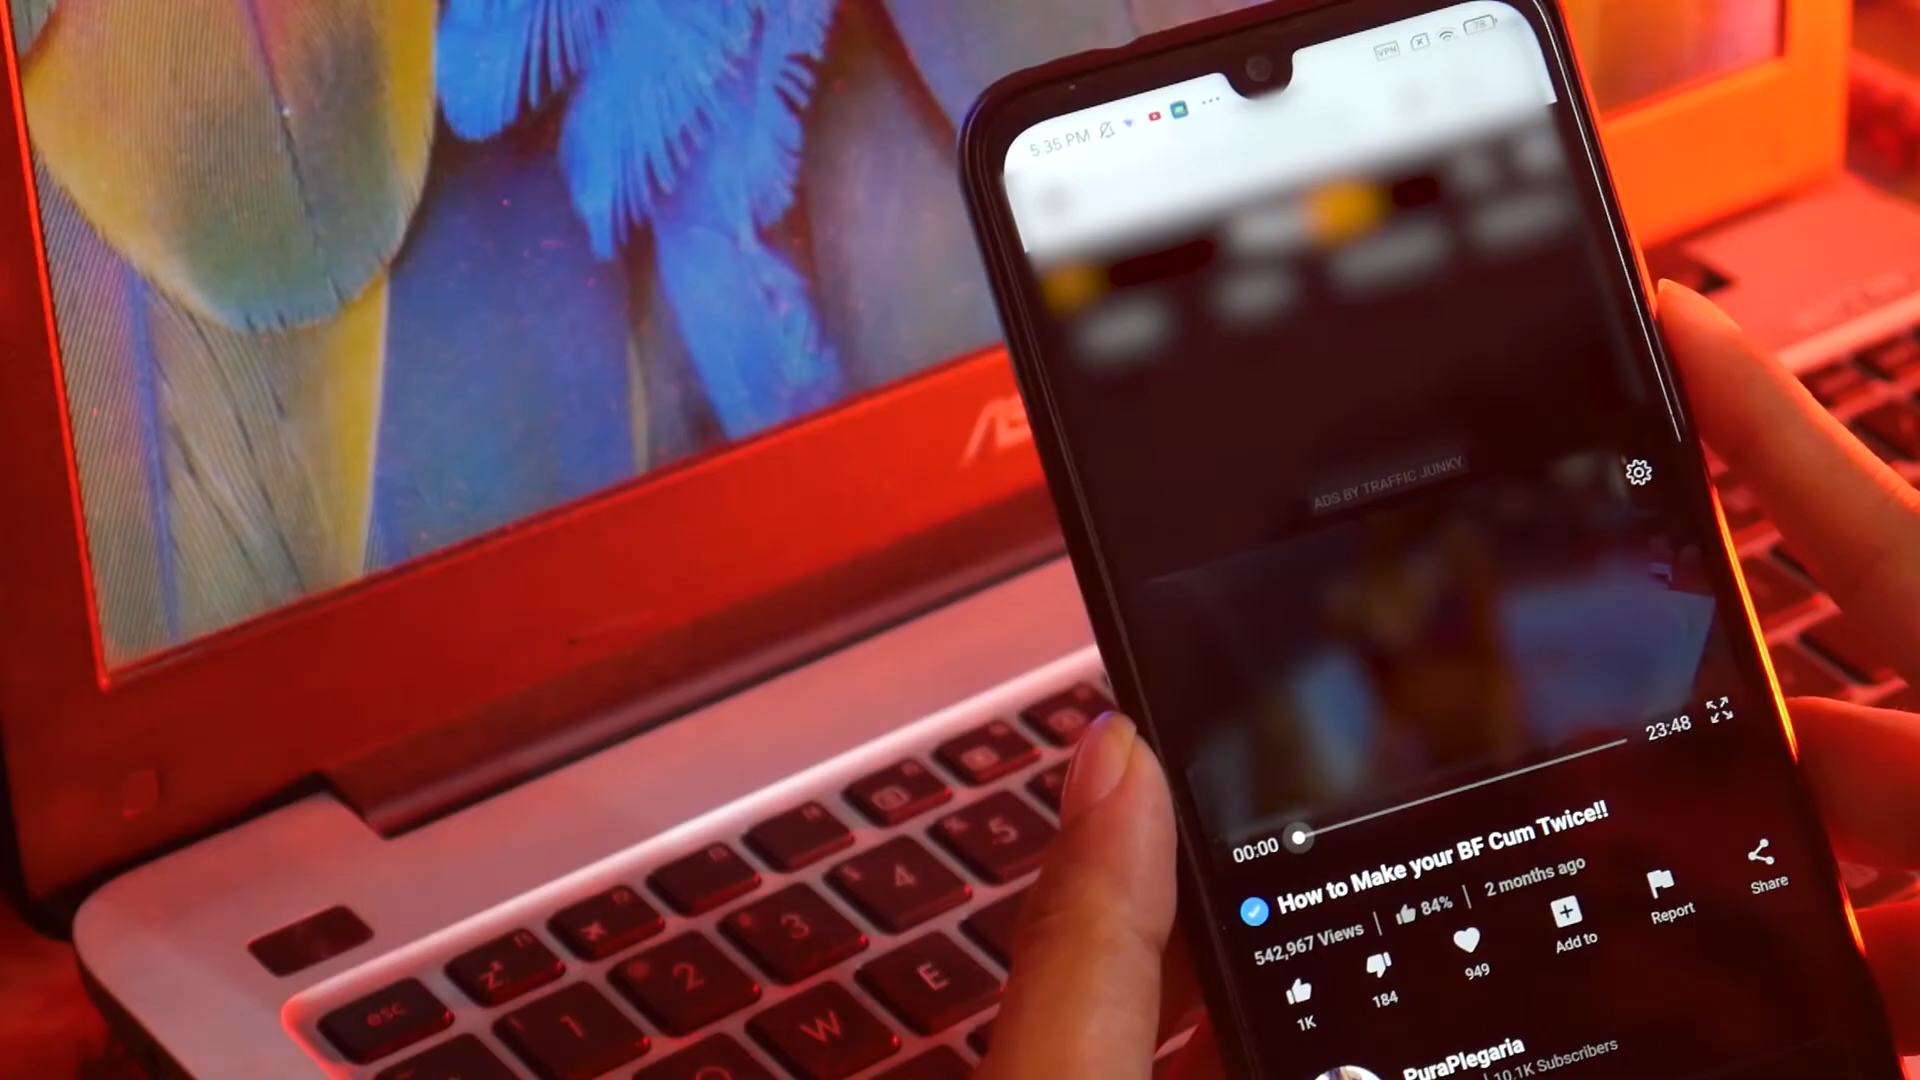 5:35 PM
VPN
78
ADS BY TRAFFIC JUNKY
23:48
00:00
How to Make your BF Cum Twice!!
542,967 Views | 84% | 2 months ago
1K
184
949
Add to
Report
Share
PuraPlegaria
10.1K Subscribers
esc
z
1
2
3
4
5
W
E